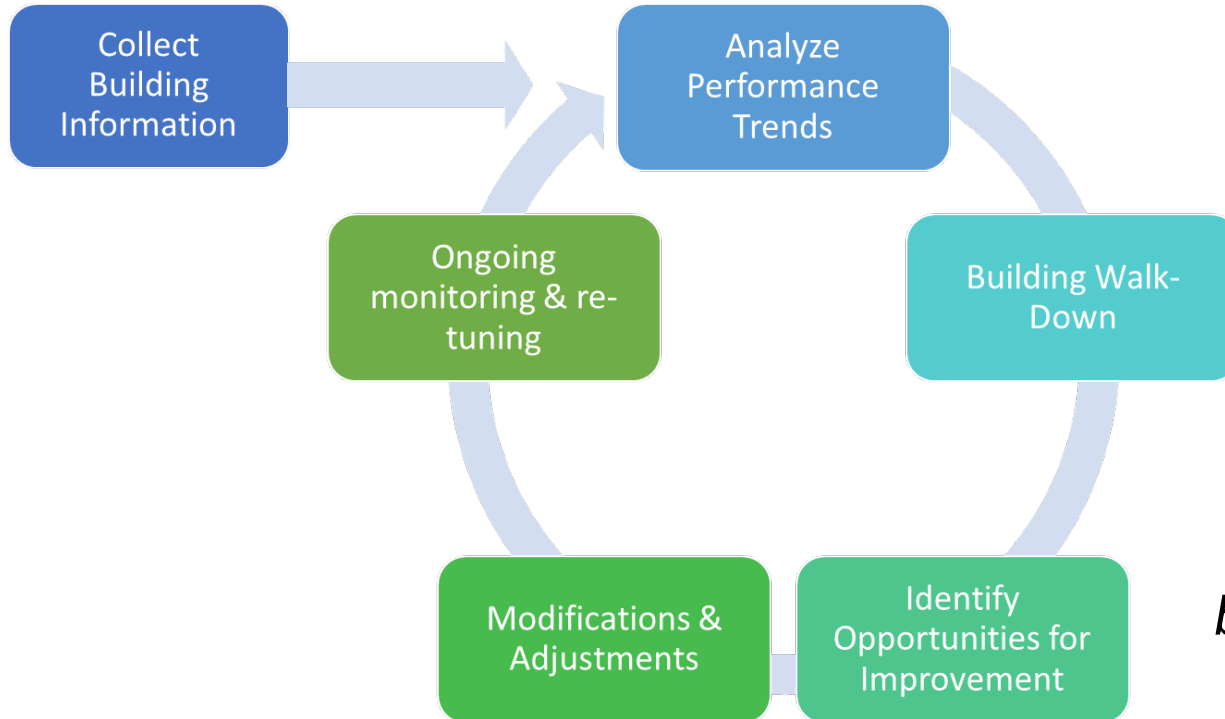 Collect
Building
Information
Analyze
Performance
Trends
Building Walk-
Down
Identify
Opportunities for
Improvement
Modifications &
Adjustments
Ongoing
monitoring & re-
tuning